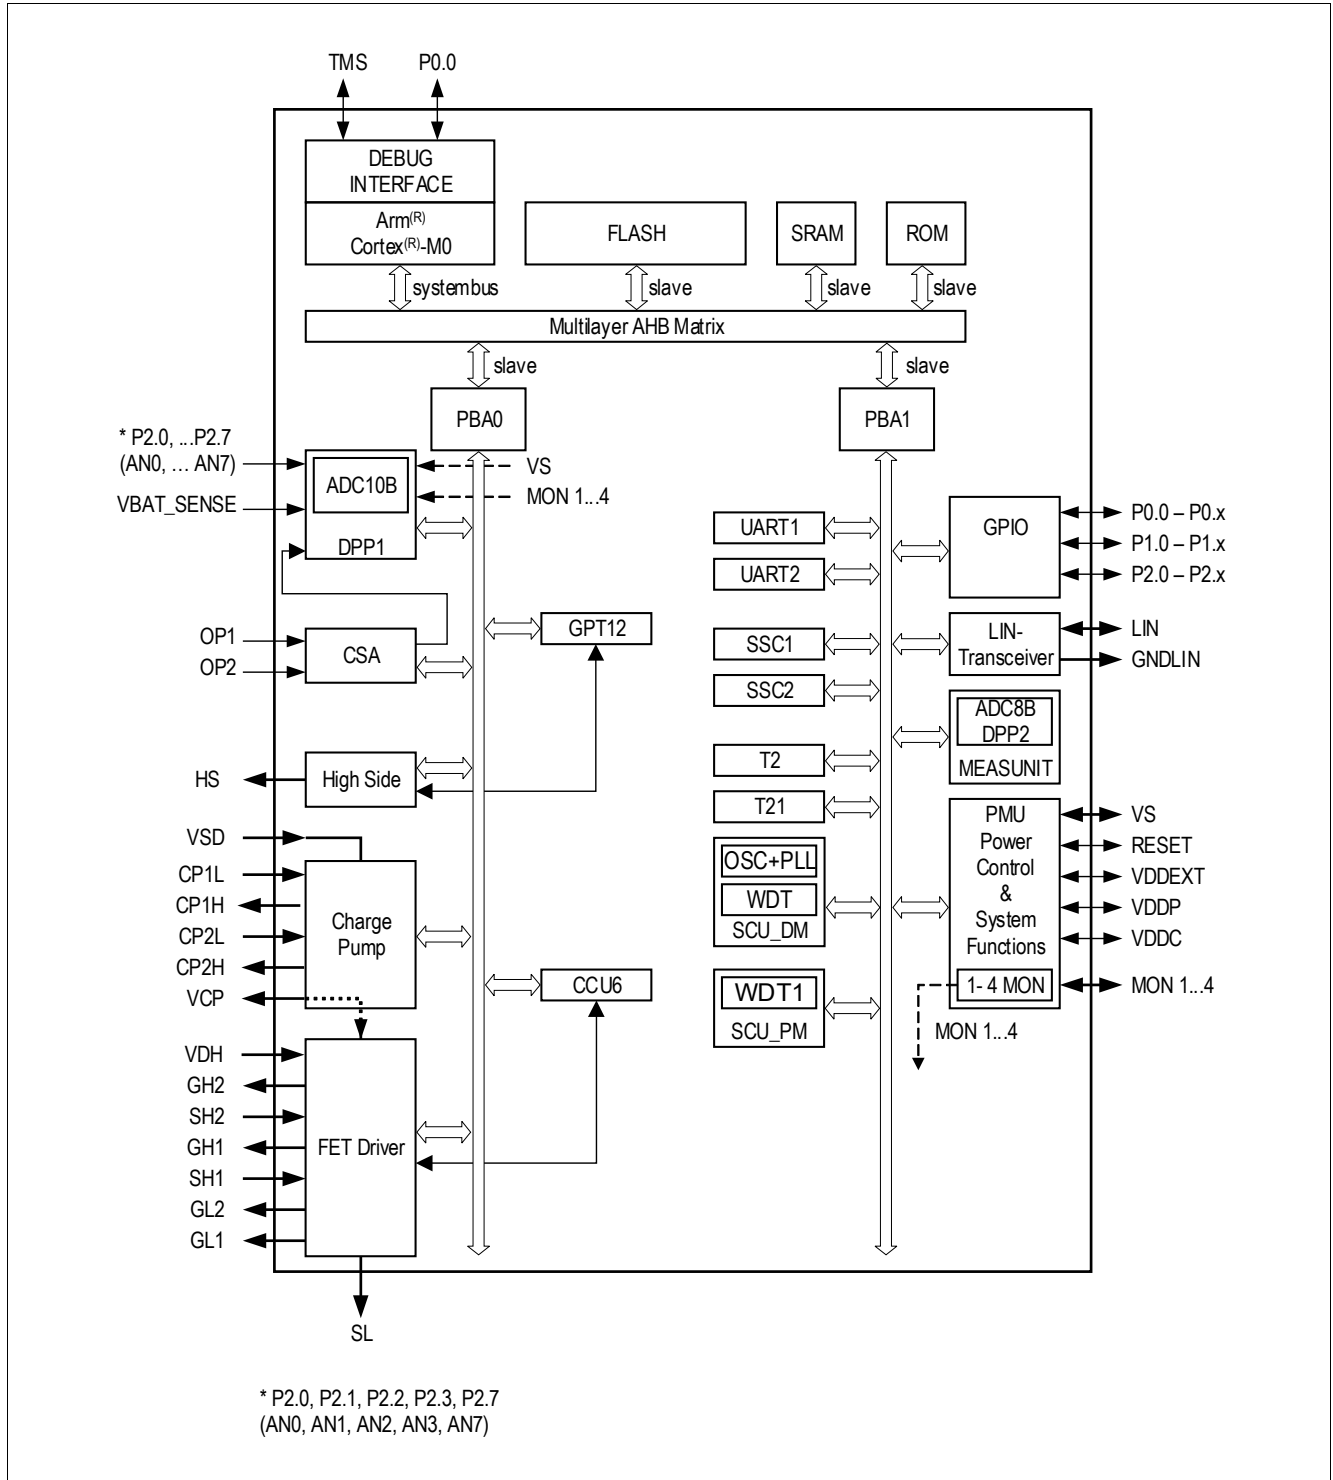 TMS
P0.0
DEBUG
INTERFACE
Arm(R)
Cortex(R)-M0
FLASH
SRAM
ROM
systembus
slave
slave
slave
Multilayer AHB Matrix
slave
slave
PBA0
PBA1
* P2.0, ...P2.7
(AN0, ... AN7)
VBAT_SENSE
ADC10B
DPP1
VS
MON 1...4
OP1
OP2
CSA
GPT12
HS
High Side
VSD
CP1L
CP1H
CP2L
CP2H
VCP
Charge
Pump
CCU6
VDH
GH2
SH2
GH1
SH1
GL2
GL1
FET Driver
SL
UART1
UART2
SSC1
SSC2
T2
T21
OSC+PLL
WDT
SCU_DM
WDT1
SCU_PM
GPIO
P0.0 – P0.x
P1.0 – P1.x
P2.0 – P2.x
LIN-
Transceiver
LIN
GNDLIN
ADC8B
DPP2
MEASUNIT
PMU
Power
Control
&
System
Functions
1- 4 MON
VS
RESET
VDDEXT
VDDP
VDDC
MON 1...4
MON 1...4
* P2.0, P2.1, P2.2, P2.3, P2.7
(AN0, AN1, AN2, AN3, AN7)